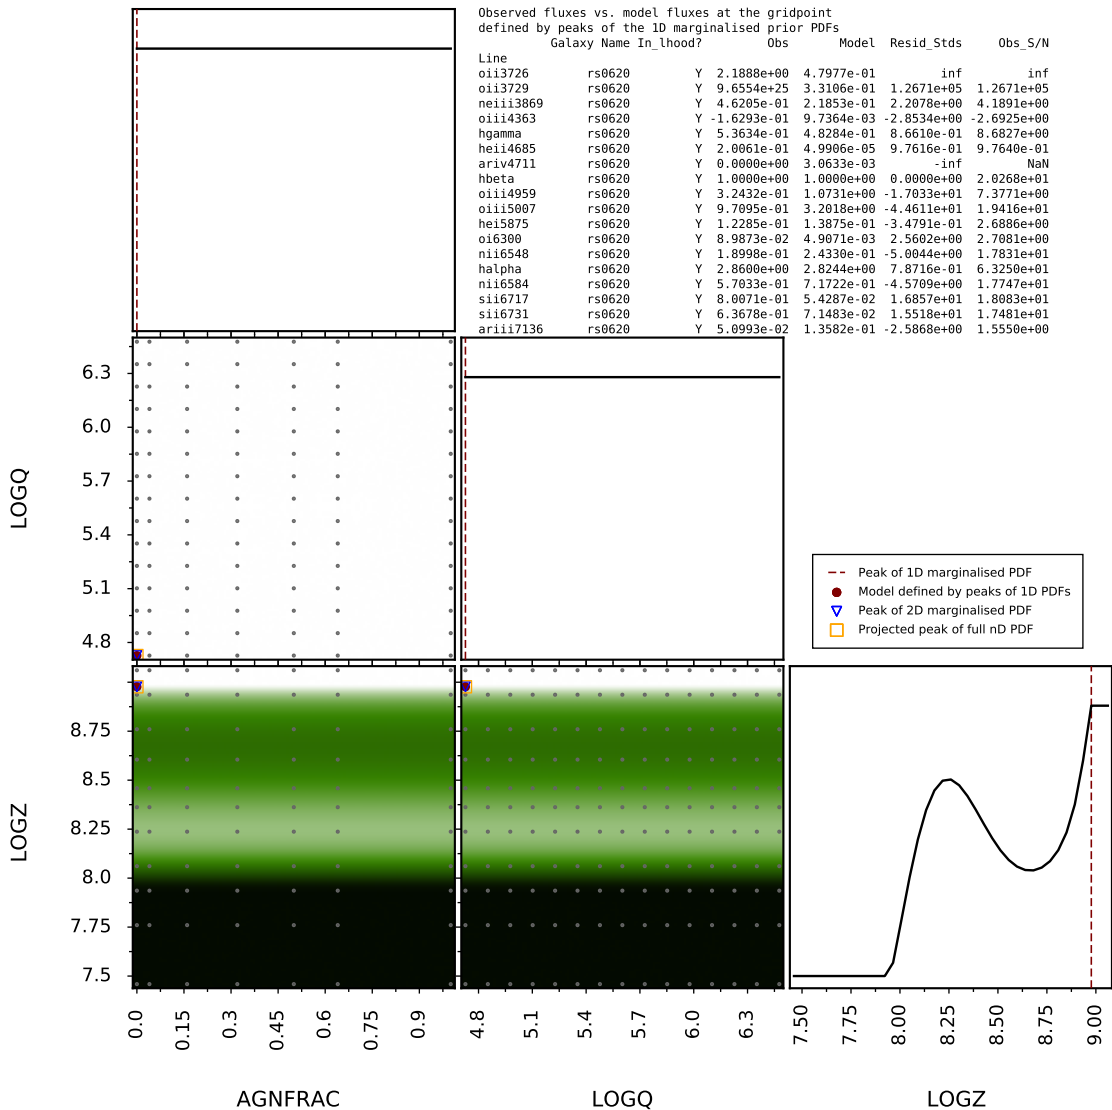 Observed fluxes vs. model fluxes at the gridpoint
defined by peaks of the 1D marginalised prior PDFs
Galaxy Name In_lhood? Obs Model Resid_Stds Obs_S/N
Line
oii3726 rs0620 Y 2.1888e+00 4.7977e-01 inf inf
oii3729 rs0620 Y 9.6554e+25 3.3106e-01 1.2671e+05 1.2671e+05
neiii3869 rs0620 Y 4.6205e-01 2.1853e-01 2.2078e+00 4.1891e+00
oiii4363 rs0620 Y -1.6293e-01 9.7364e-03 -2.8534e+00 -2.6925e+00
hgamma rs0620 Y 5.3634e-01 4.8284e-01 8.6610e-01 8.6827e+00
heii4685 rs0620 Y 2.0061e-01 4.9906e-05 9.7616e-01 9.7640e-01
ariv4711 rs0620 Y 0.0000e+00 3.0633e-03 -inf NaN
hbeta rs0620 Y 1.0000e+00 1.0000e+00 0.0000e+00 2.0268e+01
oiii4959 rs0620 Y 3.2432e-01 1.0731e+00 -1.7033e+01 7.3771e+00
oiii5007 rs0620 Y 9.7095e-01 3.2018e+00 -4.4611e+01 1.9416e+01
hei5875 rs0620 Y 1.2285e-01 1.3875e-01 -3.4791e-01 2.6886e+00
oi6300 rs0620 Y 8.9873e-02 4.9071e-03 2.5602e+00 2.7081e+00
nii6548 rs0620 Y 1.8998e-01 2.4330e-01 -5.0044e+00 1.7831e+01
halpha rs0620 Y 2.8600e+00 2.8244e+00 7.8716e-01 6.3250e+01
nii6584 rs0620 Y 5.7033e-01 7.1722e-01 -4.5709e+00 1.7747e+01
sii6717 rs0620 Y 8.0071e-01 5.4287e-02 1.6857e+01 1.8083e+01
sii6731 rs0620 Y 6.3678e-01 7.1483e-02 1.5518e+01 1.7481e+01
ariii7136 rs0620 Y 5.0993e-02 1.3582e-01 -2.5868e+00 1.5550e+00
LOGQ
6.3
6.0
5.7
5.4
5.1
4.8
Peak of 1D marginalised PDF
Model defined by peaks of 1D PDFs
Peak of 2D marginalised PDF
Projected peak of full nD PDF
LOGZ
8.75
8.5
8.25
8.0
7.75
7.5
0.0 0.15 0.3 0.45 0.6 0.75 0.9
4.8 5.1 5.4 5.7 6.0 6.3
7.50 7.75 8.00 8.25 8.50 8.75 9.00
AGNFRAC LOGQ LOGZ